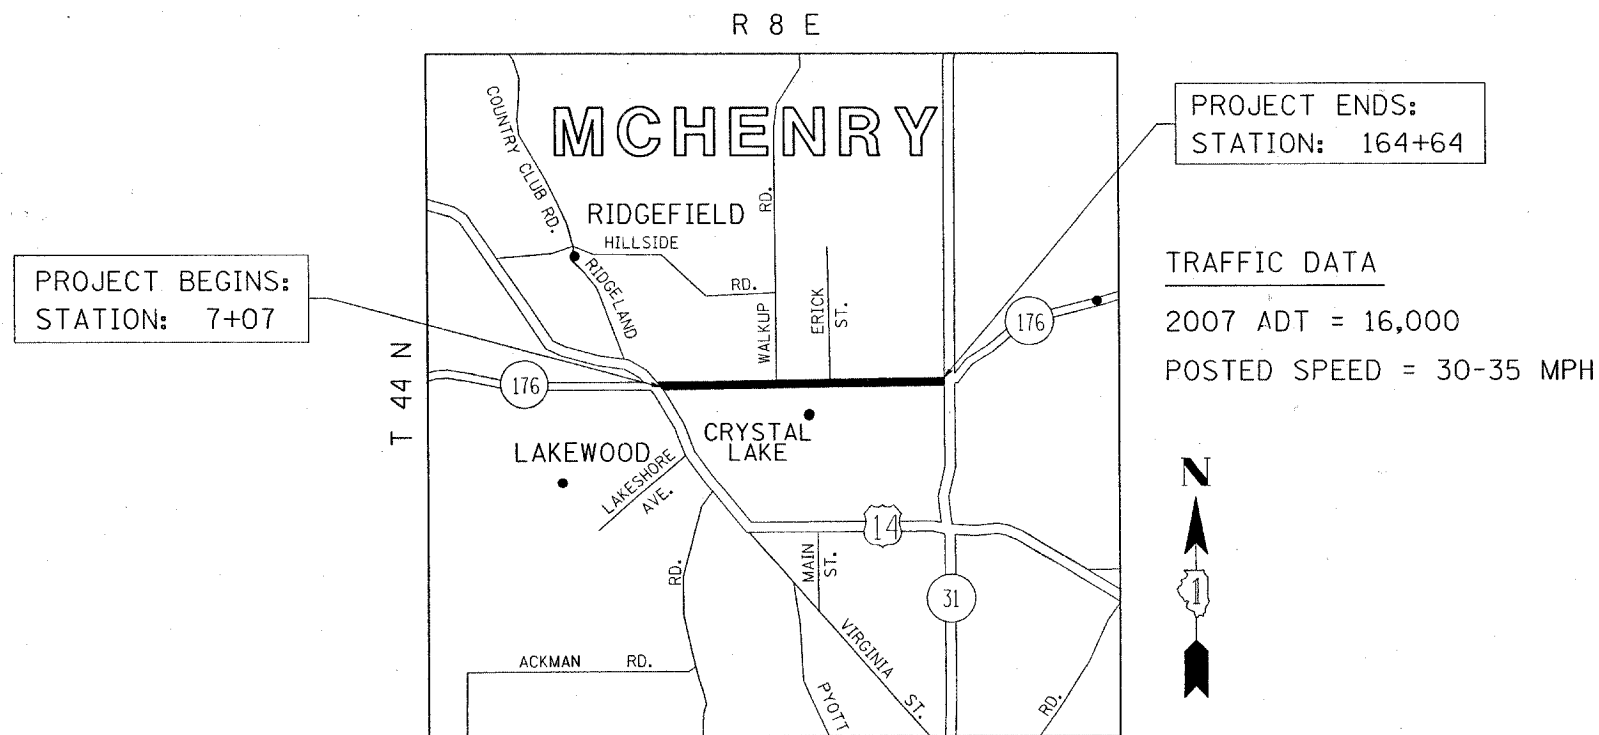 R 8 E
MCHENRY
PROJECT ENDS:
STATION: 164+64
COUNTRY CLUB RD.
RIDGEFIELD
HILLSIDE
RD.
RD.
WALKUP
RIDGELAND
ERICK
ST.
PROJECT BEGINS:
STATION: 7+07
TRAFFIC DATA
2007 ADT = 16,000
POSTED SPEED = 30-35 MPH
176
176
T 44 N
CRYSTAL
LAKE
LAKEWOOD
LAKESHORE
AVE.
N
1
14
MAIN
ST.
RD.
31
VIRGINIA
ST.
ACKMAN RD.
PYOTT
RD.